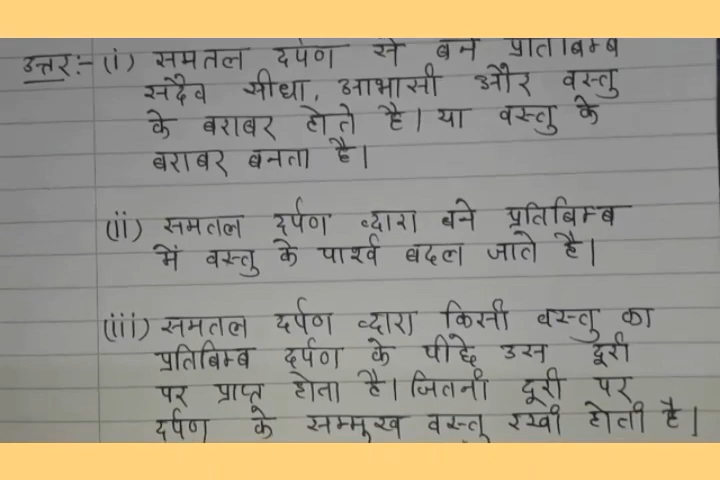 उत्तर:- (i) समतल दर्पण से बने प्रतिबिम्ब
सदैव सीधा, आभासी और वस्तु
के बराबर होते है। या वस्तु के
बराबर बनता है।
(ii) समतल दर्पण व्दारा बने प्रतिबिम्ब
में वस्तु के पार्श्व बदल जाते है।
(iii) समतल दर्पण व्दारा किसी वस्तु का
प्रतिबिम्ब दर्पण के पीछे उस दूरी
पर प्राप्त होता है। जितनी दूरी पर
दर्पण के सम्मुख वस्तु रखी होती है।